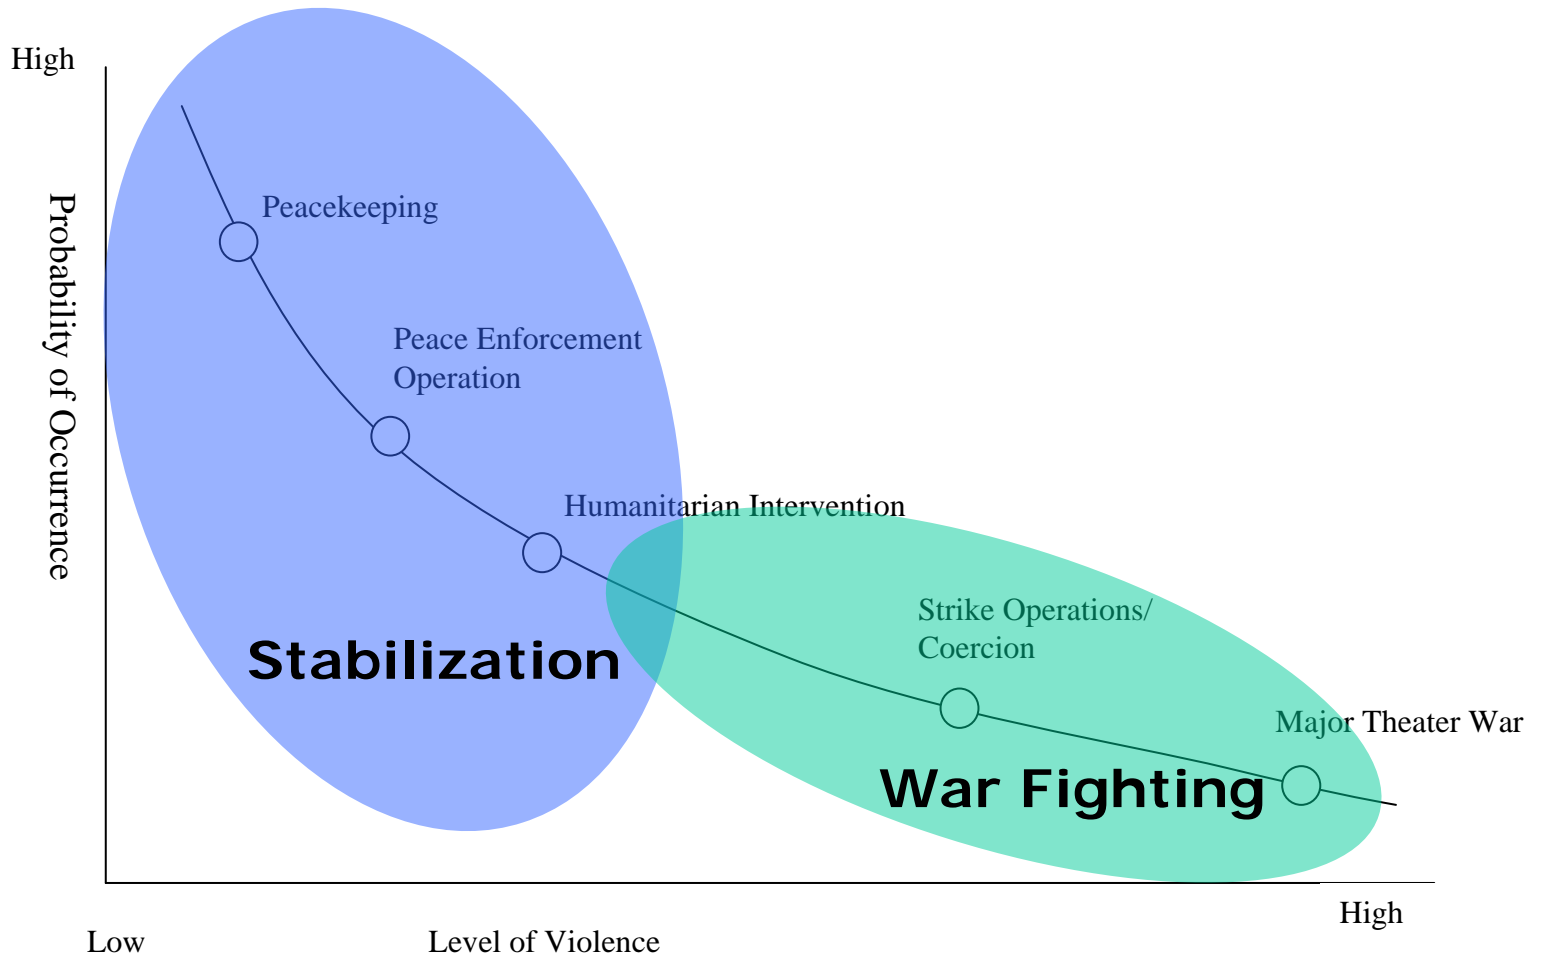 High
Probability of Occurrence
Peacekeeping
Peace Enforcement
Operation
Humanitarian Intervention
Strike Operations/
Coercion
Stabilization
Major Theater War
War Fighting
High
Low
Level of Violence